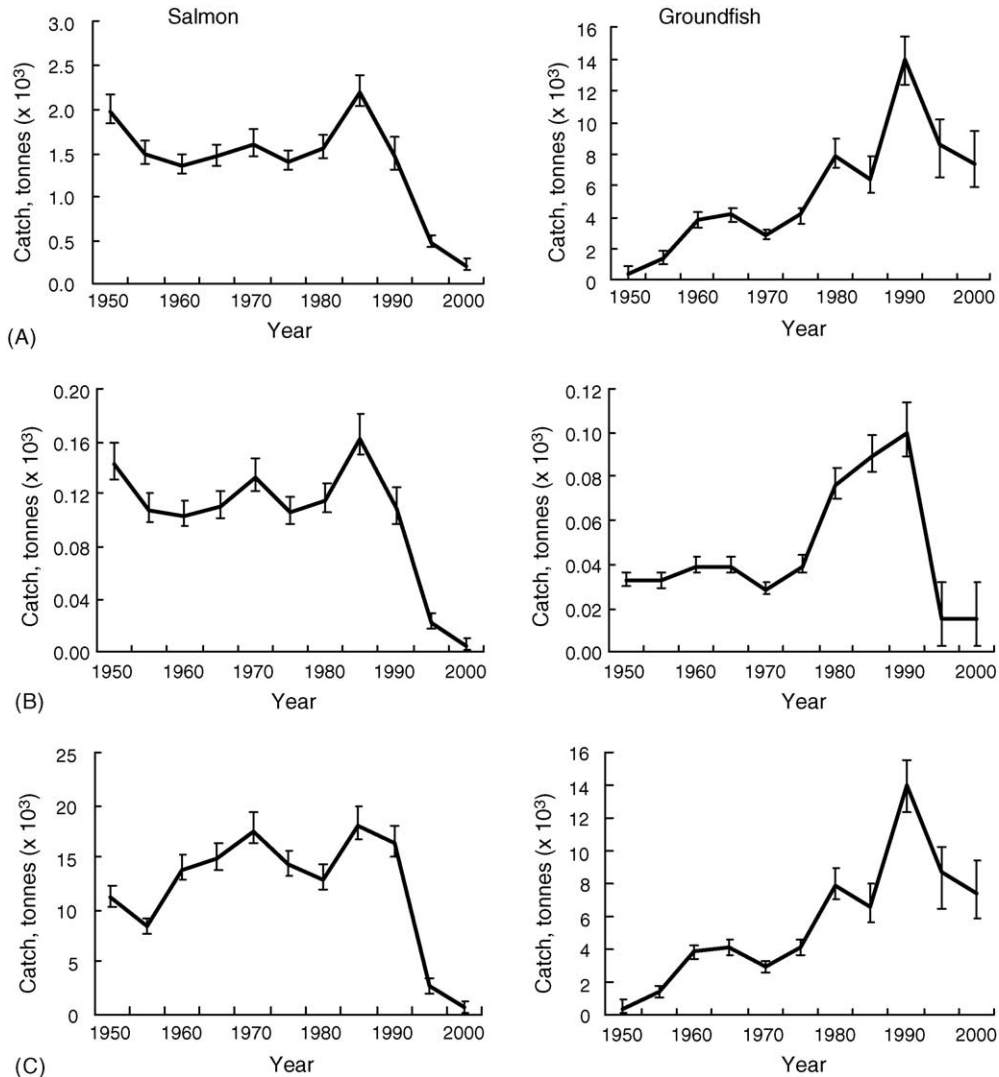 Salmon
Catch, tonnes (x 10³)
3.0
2.5
2.0
1.5
1.0
0.5
0.0
1950 1960 1970 1980 1990 2000
Year
Groundfish
Catch, tonnes (x 10³)
16
14
12
10
8
6
4
2
0
1950 1960 1970 1980 1990 2000
Year
(A)
Catch, tonnes (x 10³)
0.20
0.16
0.12
0.08
0.04
0.00
1950 1960 1970 1980 1990 2000
Year
Catch, tonnes (x 10³)
0.12
0.10
0.08
0.06
0.04
0.02
0.00
1950 1960 1970 1980 1990 2000
Year
(B)
Catch, tonnes (x 10³)
25
20
15
10
5
0
1950 1960 1970 1980 1990 2000
Year
Catch, tonnes (x 10³)
16
14
12
10
8
6
4
2
0
1950 1960 1970 1980 1990 2000
Year
(C)